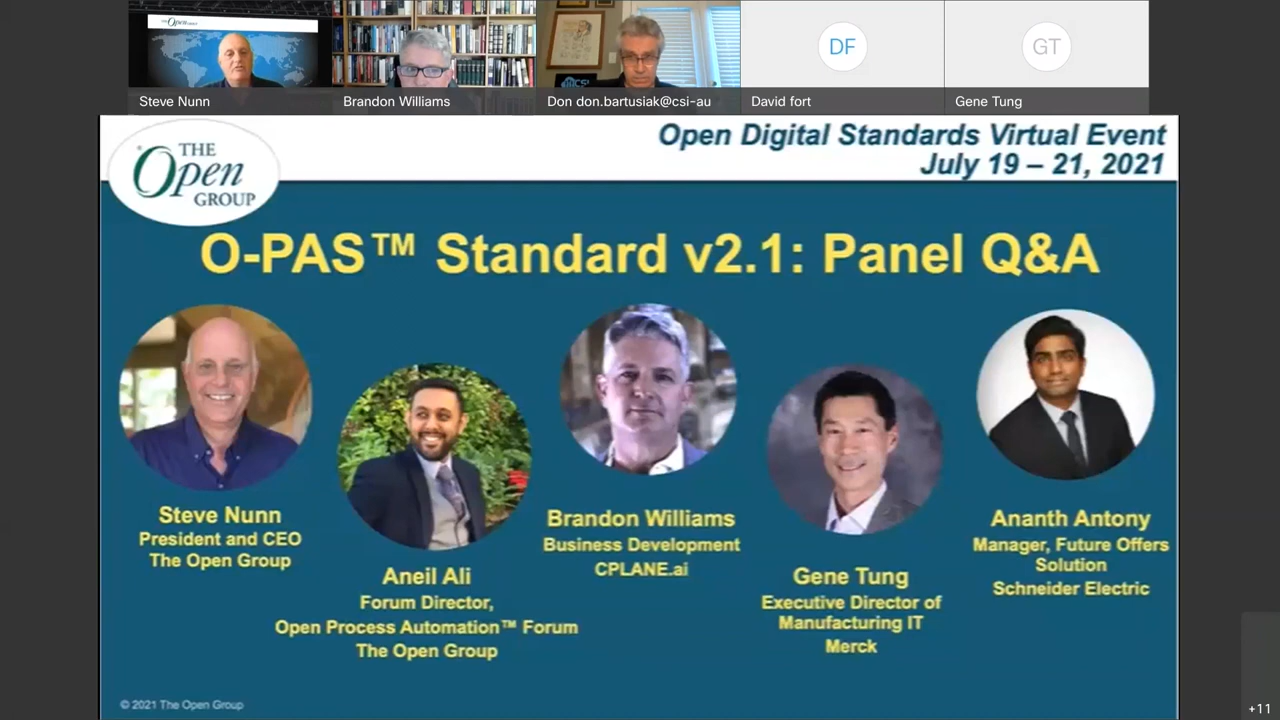 THE Open GROUP
Steve Nunn
Brandon Williams
CSI
Don don.bartusiak@csi-au
DF
David fort
GT
Gene Tung
THE
Open
GROUP
Open Digital Standards Virtual Event
July 19 – 21, 2021
O-PAS™ Standard v2.1: Panel Q&A
Steve Nunn
President and CEO
The Open Group
Aneil Ali
Forum Director,
Open Process Automation™ Forum
The Open Group
Brandon Williams
Business Development
CPLANE.ai
Gene Tung
Executive Director of
Manufacturing IT
Merck
Ananth Antony
Manager, Future Offers
Solution
Schneider Electric
© 2021 The Open Group
+11